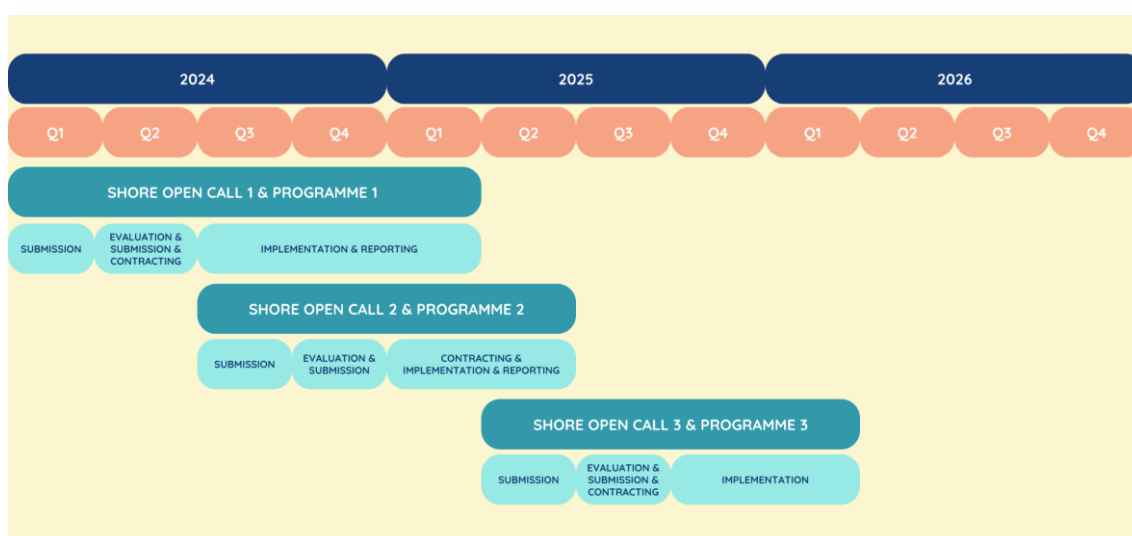 2024 2025 2026
Q1 Q2 Q3 Q4 Q1 Q2 Q3 Q4 Q1 Q2 Q3 Q4
SHORE OPEN CALL 1 & PROGRAMME 1
SUBMISSION
EVALUATION &
SUBMISSION &
CONTRACTING
IMPLEMENTATION & REPORTING
SHORE OPEN CALL 2 & PROGRAMME 2
SUBMISSION
EVALUATION &
SUBMISSION
CONTRACTING &
IMPLEMENTATION & REPORTING
SHORE OPEN CALL 3 & PROGRAMME 3
SUBMISSION
EVALUATION &
SUBMISSION &
CONTRACTING
IMPLEMENTATION